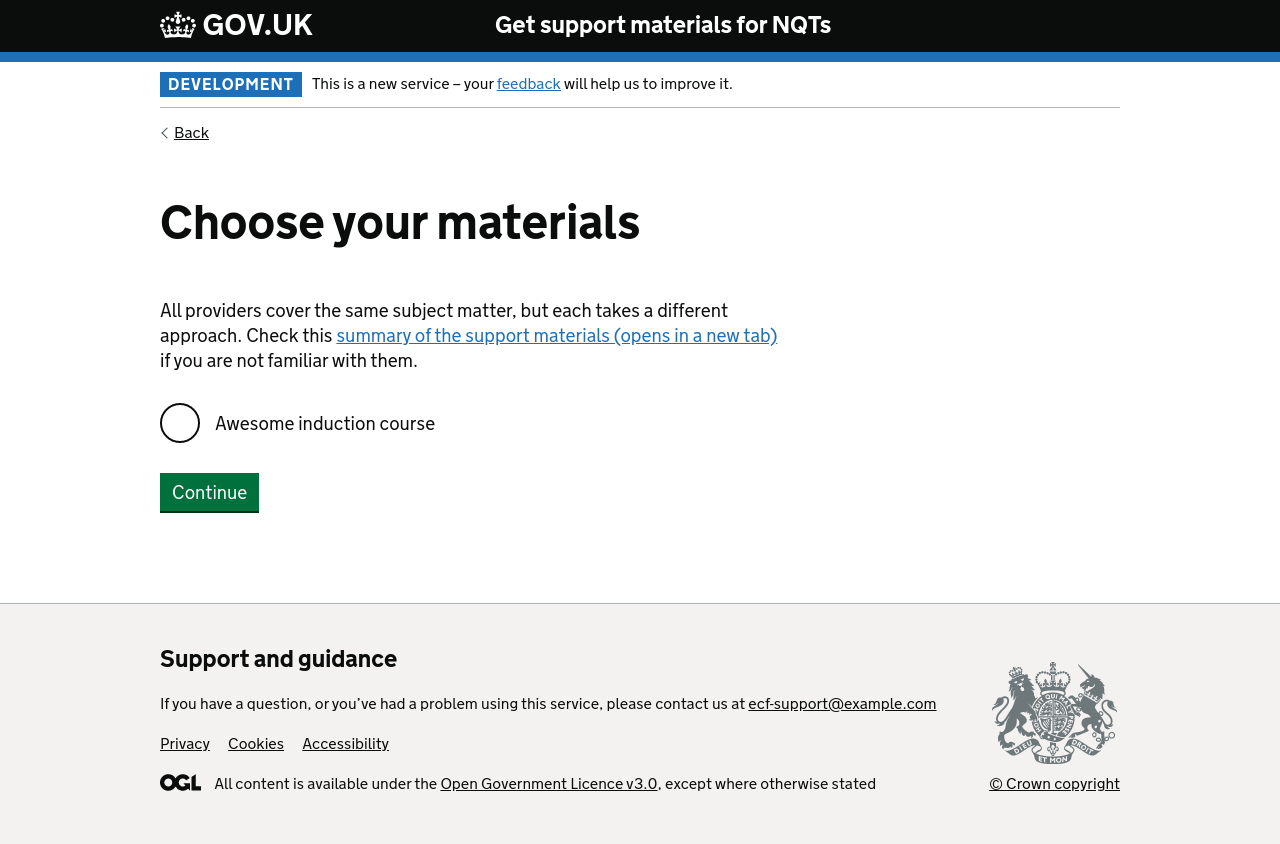 GOV.UK
Get support materials for NQTs
DEVELOPMENT
This is a new service – your feedback will help us to improve it.
Back
Choose your materials
All providers cover the same subject matter, but each takes a different
approach. Check this summary of the support materials (opens in a new tab)
if you are not familiar with them.
Awesome induction course
Continue
Support and guidance
If you have a question, or you’ve had a problem using this service, please contact us at ecf-support@example.com
Privacy Cookies Accessibility
OGL All content is available under the Open Government Licence v3.0, except where otherwise stated
DIEU ET MON DROIT
© Crown copyright